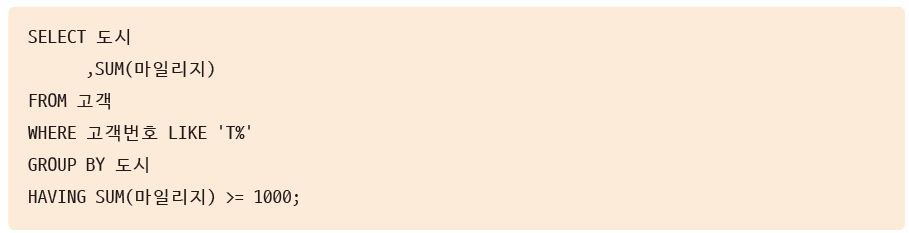 SELECT 도시
,SUM(마일리지)
FROM 고객
WHERE 고객번호 LIKE 'T%'
GROUP BY 도시
HAVING SUM(마일리지) >= 1000;